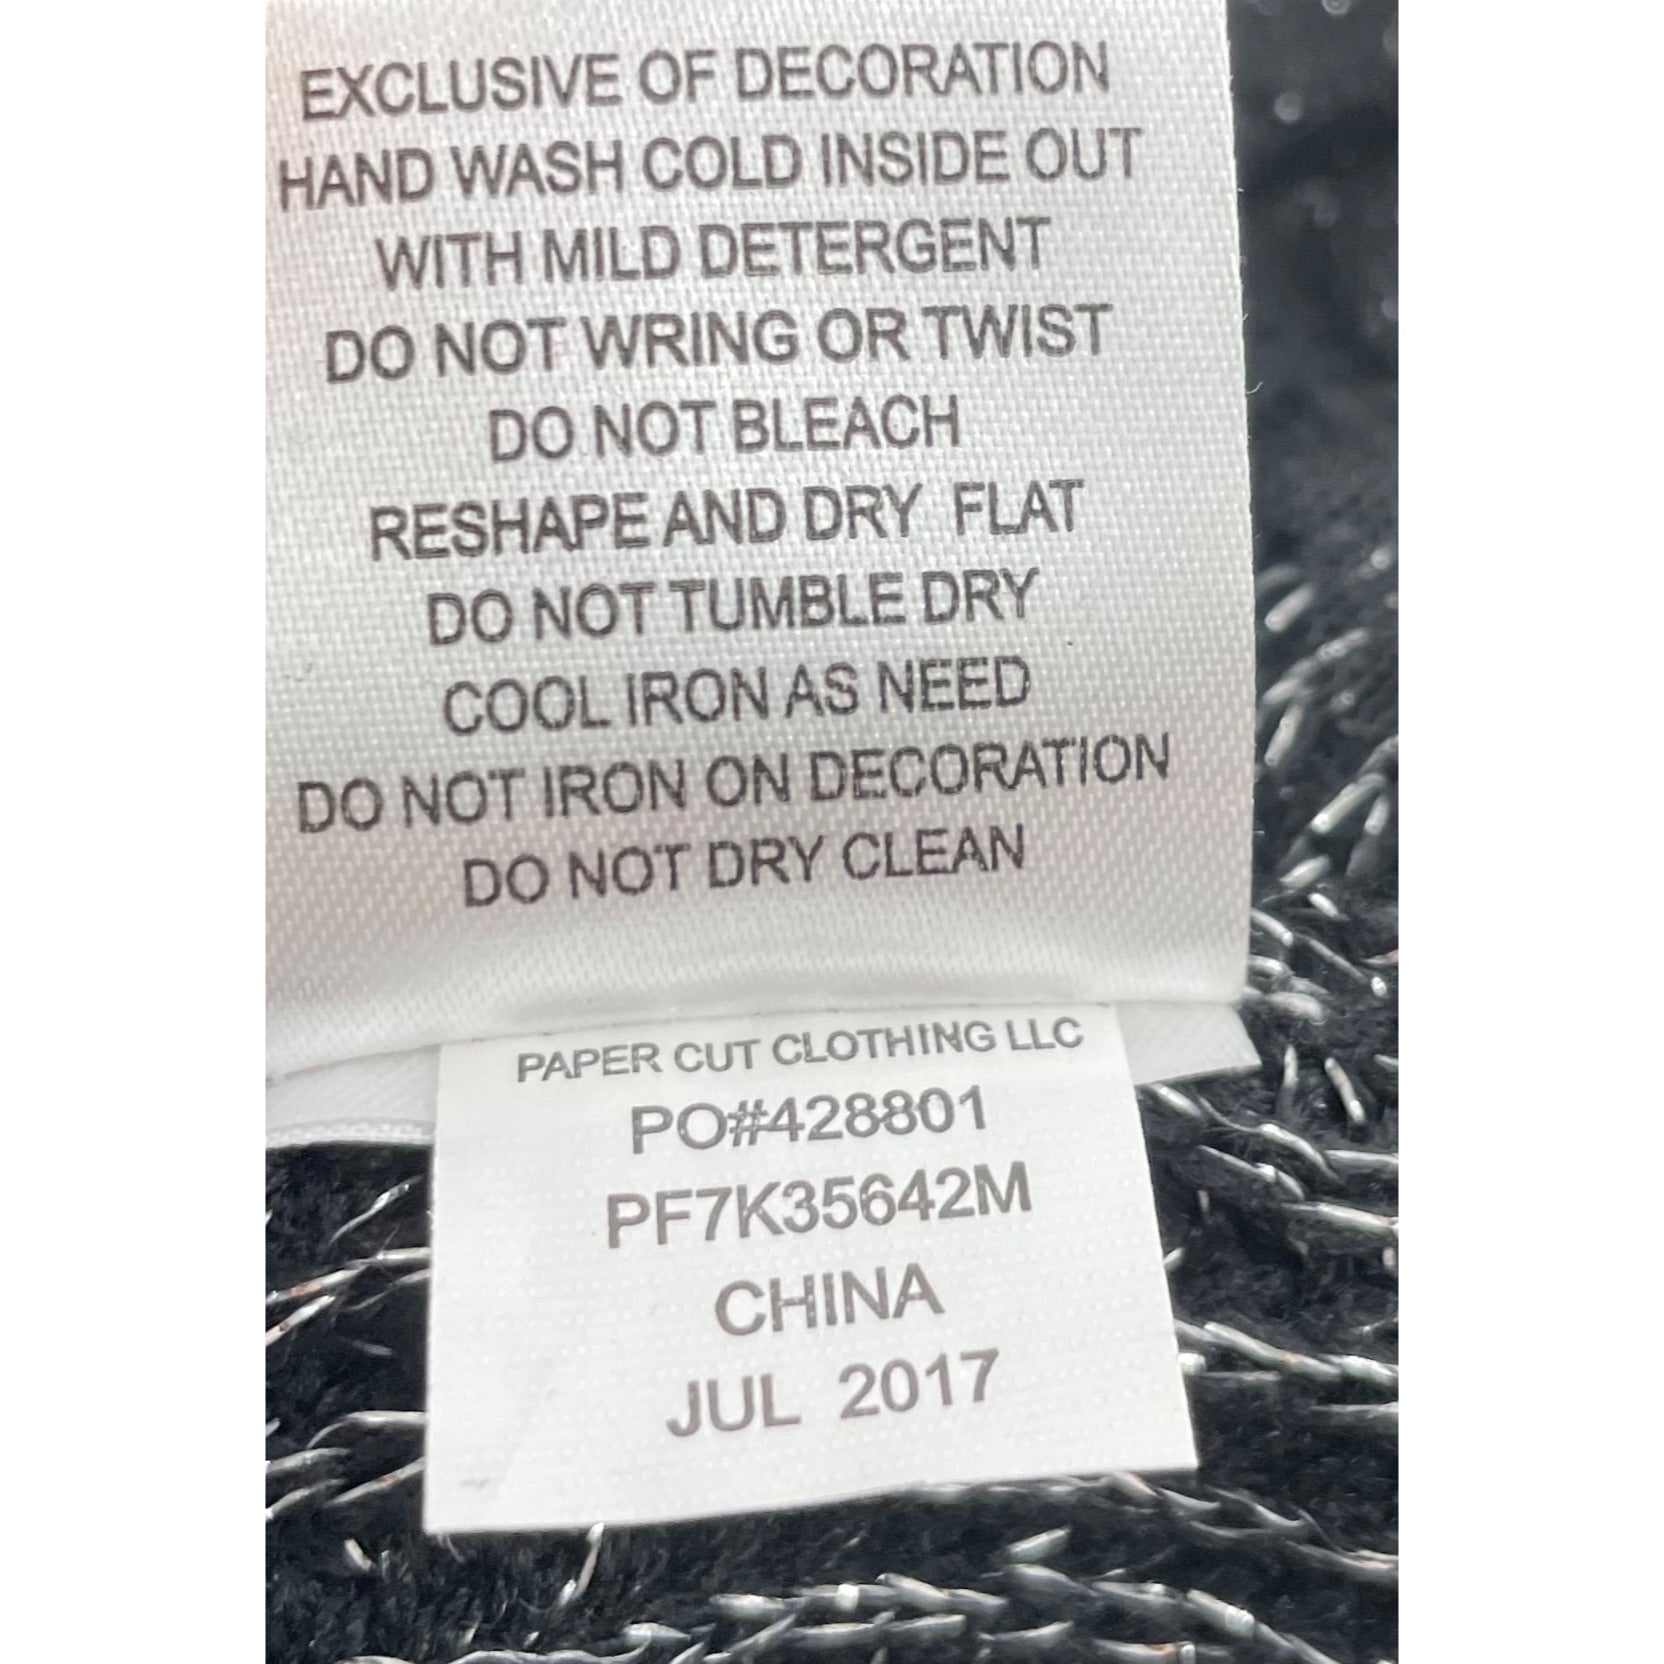 EXCLUSIVE OF DECORATION
HAND WASH COLD INSIDE OUT
WITH MILD DETERGENT
DO NOT WRING OR TWIST
DO NOT BLEACH
RESHAPE AND DRY FLAT
DO NOT TUMBLE DRY
COOL IRON AS NEED
DO NOT IRON ON DECORATION
DO NOT DRY CLEAN
PAPER CUT CLOTHING LLC
PO#428801
PF7K35642M
CHINA
JUL 2017